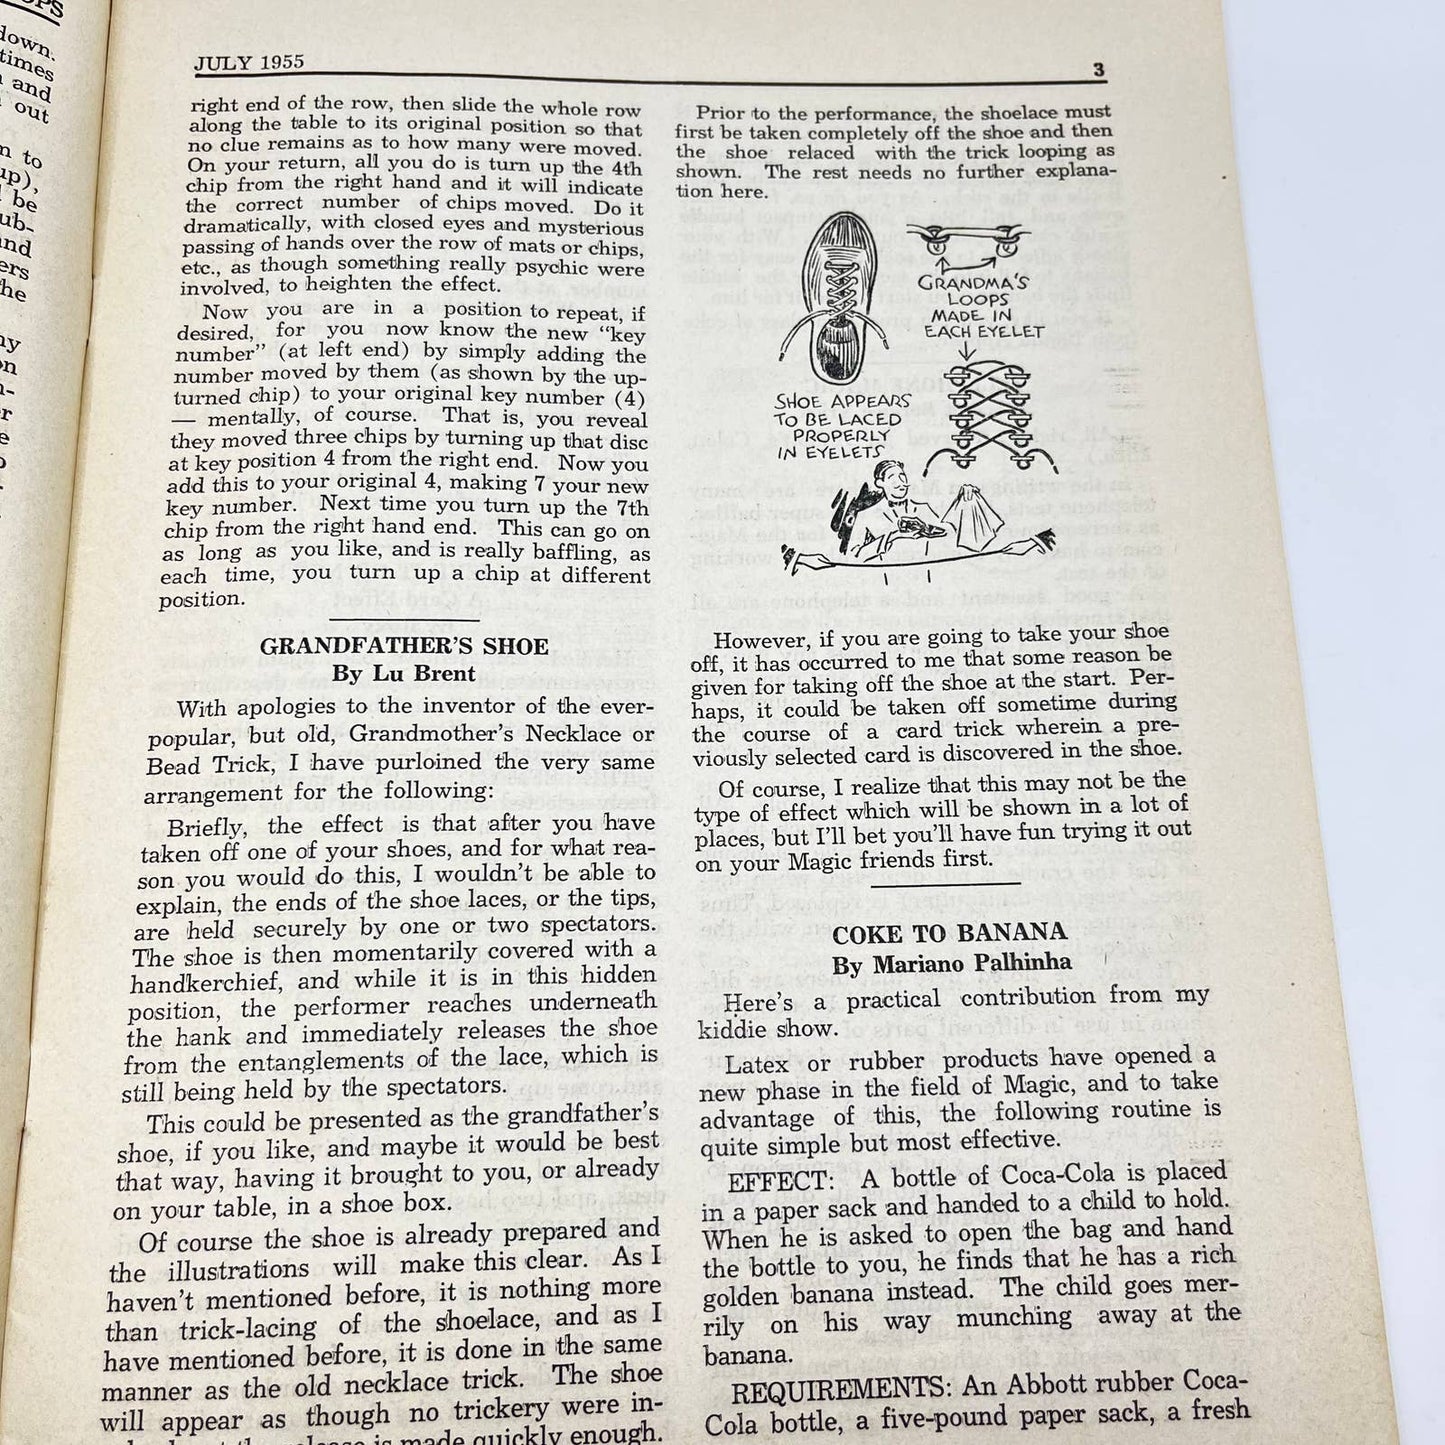 OPS
down.
times
and
out
to
up),
be
ub-
and
ers
he
JULY 1955
3
right end of the row, then slide the whole row
along the table to its original position so that
no clue remains as to how many were moved.
On your return, all you do is turn up the 4th
chip from the right hand and it will indicate
the correct number of chips moved. Do it
dramatically, with closed eyes and mysterious
passing of hands over the row of mats or chips,
etc., as though something really psychic were
involved, to heighten the effect.
Now you are in a position to repeat, if
desired, for you now know the new "key
number" (at left end) by simply adding the
number moved by them (as shown by the up-
turned chip) to your original key number (4)
— mentally, of course. That is, you reveal
they moved three chips by turning up that disc
at key position 4 from the right end. Now you
add this to your original 4, making 7 your new
key number. Next time you turn up the 7th
chip from the right hand end. This can go on
as long as you like, and is really baffling, as
each time, you turn up a chip at different
position.
GRANDFATHER'S SHOE
By Lu Brent
With apologies to the inventor of the ever-
popular, but old, Grandmother's Necklace or
Bead Trick, I have purloined the very same
arrangement for the following:
Briefly, the effect is that after you have
taken off one of your shoes, and for what rea-
son you would do this, I wouldn't be able to
explain, the ends of the shoe laces, or the tips,
are held securely by one or two spectators.
The shoe is then momentarily covered with a
handkerchief, and while it is in this hidden
position, the performer reaches underneath
the hank and immediately releases the shoe
from the entanglements of the lace, which is
still being held by the spectators.
This could be presented as the grandfather's
shoe, if you like, and maybe it would be best
that way, having it brought to you, or already
on your table, in a shoe box.
Of course the shoe is already prepared and
the illustrations will make this clear. As I
haven't mentioned before, it is nothing more
than trick-lacing of the shoelace, and as I
have mentioned before, it is done in the same
manner as the old necklace trick. The shoe
will appear as though no trickery were in-
release is made quickly enough.
Prior to the performance, the shoelace must
first be taken completely off the shoe and then
the shoe relaced with the trick looping as
shown. The rest needs no further explana-
tion here.
GRANDMA'S
LOOPS
MADE IN
EACH EYELET
SHOE APPEARS
TO BE LACED
PROPERLY
IN EYELETS
However, if you are going to take your shoe
off, it has occurred to me that some reason be
given for taking off the shoe at the start. Per-
haps, it could be taken off sometime during
the course of a card trick wherein a pre-
viously selected card is discovered in the shoe.
Of course, I realize that this may not be the
type of effect which will be shown in a lot of
places, but I'll bet you'll have fun trying it out
on your Magic friends first.
COKE TO BANANA
By Mariano Palhinha
Here's a practical contribution from my
kiddie show.
Latex or rubber products have opened a
new phase in the field of Magic, and to take
advantage of this, the following routine is
quite simple but most effective.
EFFECT: A bottle of Coca-Cola is placed
in a paper sack and handed to a child to hold.
When he is asked to open the bag and hand
the bottle to you, he finds that he has a rich
golden banana instead. The child goes mer-
rily on his way munching away at the
banana.
REQUIREMENTS: An Abbott rubber Coca-
Cola bottle, a five-pound paper sack, a fresh